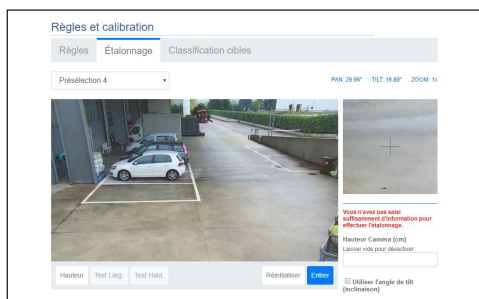 Règles et calibration
Règles Étalonnage Classification cibles
Présélection 4 PAN: 29.96° TILT: 19.89° ZOOM: 1x
Vous n'avez pas saisi
suffisamment d'information pour
effectuer l'étalonnage.
Hauteur Caméra (cm)
Laisser vide pour désactiver
Hauteur Test Larg. Test Haut. Réinitialiser Entrer
Utiliser l'angle de tilt
(inclinaison)